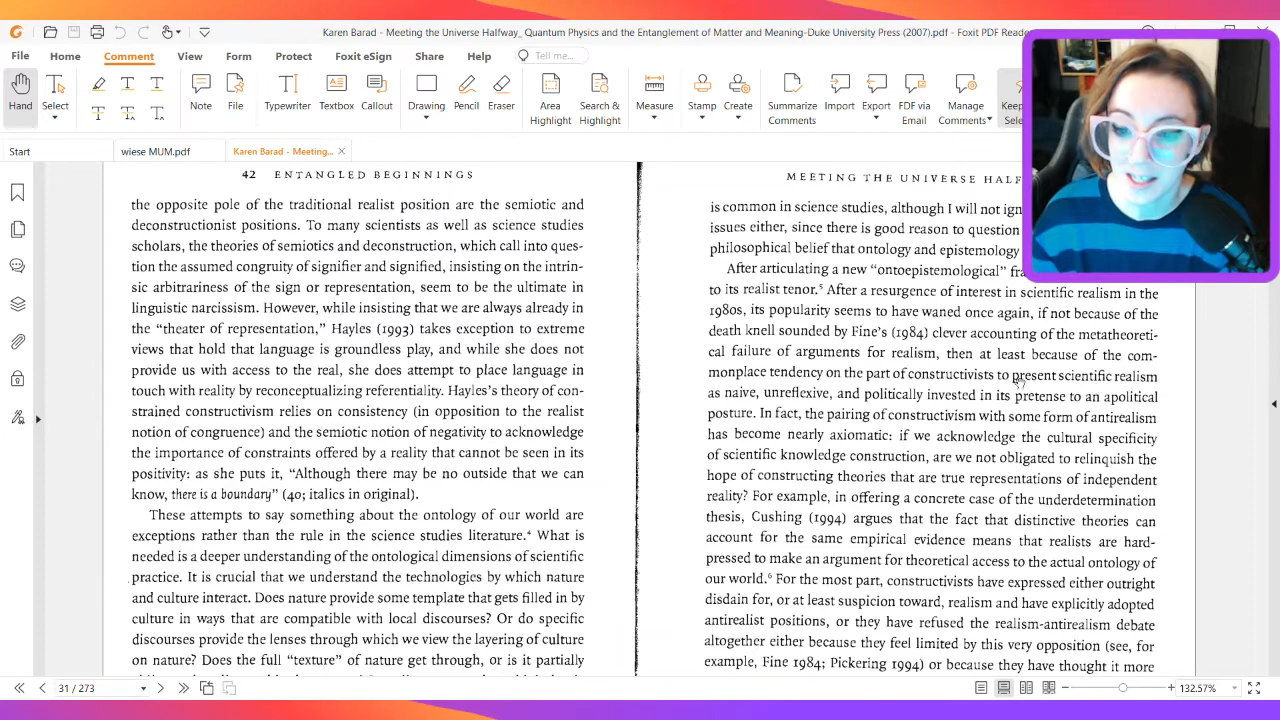 Karen Barad - Meeting the Universe Halfway_ Quantum Physics and the Entanglement of Matter and Meaning-Duke University Press (2007).pdf - Foxit PDF Reade
File Home Comment View Form Protect Foxit eSign Share Help Tell me...
Hand Select Note File Typewriter Textbox Callout Drawing Pencil Eraser Area Highlight Search & Highlight Measure Stamp Create Summarize Comments Import Export FDF via Email Manage Comments Keep Sele
Start wiese MUM.pdf Karen Barad - Meeting...
42 ENTANGLED BEGINNINGS
the opposite pole of the traditional realist position are the semiotic and
deconstructionist positions. To many scientists as well as science studies
scholars, the theories of semiotics and deconstruction, which call into ques-
tion the assumed congruity of signifier and signified, insisting on the intrin-
sic arbitrariness of the sign or representation, seem to be the ultimate in
linguistic narcissism. However, while insisting that we are always already in
the “theater of representation,” Hayles (1993) takes exception to extreme
views that hold that language is groundless play, and while she does not
provide us with access to the real, she does attempt to place language in
touch with reality by reconceptualizing referentiality. Hayles’s theory of con-
strained constructivism relies on consistency (in opposition to the realist
notion of congruence) and the semiotic notion of negativity to acknowledge
the importance of constraints offered by a reality that cannot be seen in its
positivity: as she puts it, “Although there may be no outside that we can
know, there is a boundary” (40; italics in original).
These attempts to say something about the ontology of our world are
exceptions rather than the rule in the science studies literature.⁴ What is
needed is a deeper understanding of the ontological dimensions of scientific
practice. It is crucial that we understand the technologies by which nature
and culture interact. Does nature provide some template that gets filled in by
culture in ways that are compatible with local discourses? Or do specific
discourses provide the lenses through which we view the layering of culture
on nature? Does the full “texture” of nature get through, or is it partially
MEETING THE UNIVERSE HALF
is common in science studies, although I will not ign
issues either, since there is good reason to question
philosophical belief that ontology and epistemology
After articulating a new “ontoepistemological” fra
to its realist tenor.⁵ After a resurgence of interest in scientific realism in the
1980s, its popularity seems to have waned once again, if not because of the
death knell sounded by Fine’s (1984) clever accounting of the metatheoreti-
cal failure of arguments for realism, then at least because of the com-
monplace tendency on the part of constructivists to present scientific realism
as naive, unreflexive, and politically invested in its pretense to an apolitical
posture. In fact, the pairing of constructivism with some form of antirealism
has become nearly axiomatic: if we acknowledge the cultural specificity
of scientific knowledge construction, are we not obligated to relinquish the
hope of constructing theories that are true representations of independent
reality? For example, in offering a concrete case of the underdetermination
thesis, Cushing (1994) argues that the fact that distinctive theories can
account for the same empirical evidence means that realists are hard-
pressed to make an argument for theoretical access to the actual ontology of
our world.⁶ For the most part, constructivists have expressed either outright
disdain for, or at least suspicion toward, realism and have explicitly adopted
antirealist positions, or they have refused the realism-antirealism debate
altogether either because they feel limited by this very opposition (see, for
example, Fine 1984; Pickering 1994) or because they have thought it more
31 / 273 132.57%